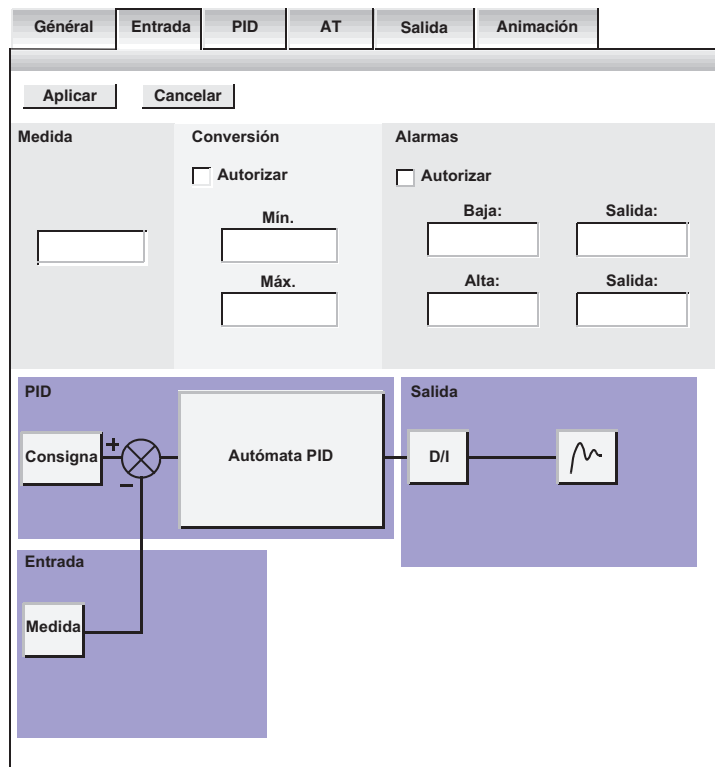 Général Entrada PID AT Salida Animación
Aplicar Cancelar
Medida Conversión Alarmas
Autorizar Autorizar
Mín. Baja: Salida:
Máx. Alta: Salida:
PID Salida
Consigna + − Autómata PID D/I
Entrada
Medida